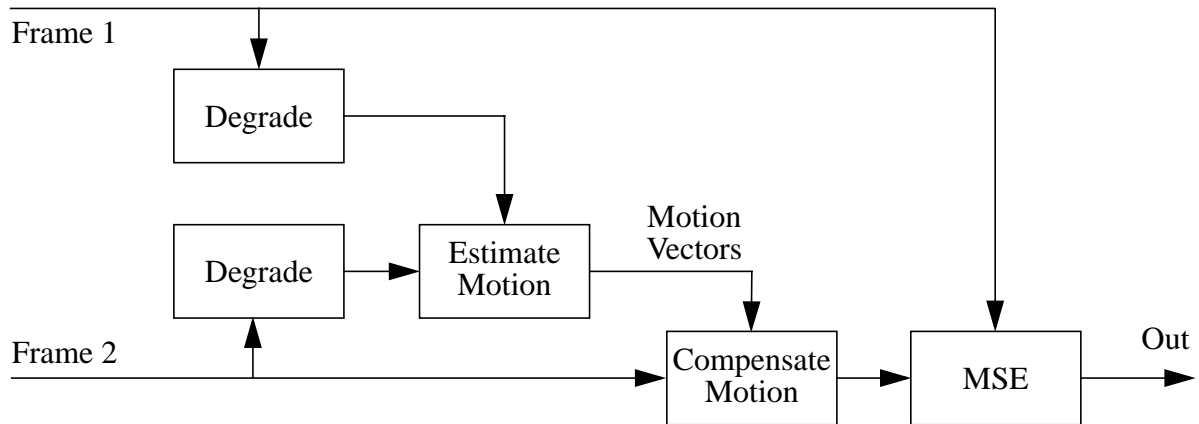 Frame 1
Degrade
Motion
Vectors
Degrade
Estimate
Motion
Frame 2
Compensate
Motion
MSE
Out